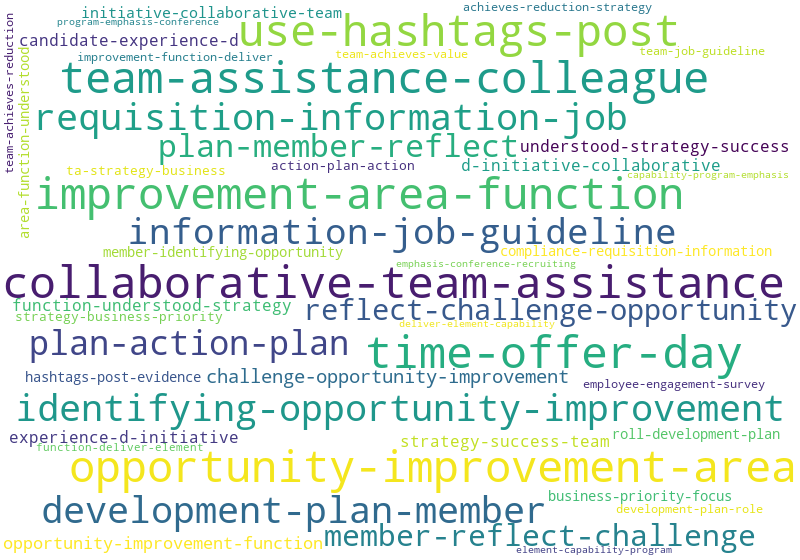 initiative-collaborative-team
achieves-reduction-strategy
program-emphasis-conference
use-hashtags-post
candidate-experience-d
team-achieves-reduction
area-function-understood
improvement-function-deliver
team-achieves-value
team-job-guideline
team-assistance-colleague
requisition-information-job
plan-member-reflect
understood-strategy-success
ta-strategy-business
action-plan-action
d-initiative-collaborative
capability-program-emphasis
improvement-area-function
information-job-guideline
member-identifying-opportunity
compliance-requisition-information
emphasis-conference-recruiting
collaborative-team-assistance
function-understood-strategy
reflect-challenge-opportunity
strategy-business-priority
deliver-element-capability
plan-action-plan
time-offer-day
hashtags-post-evidence
challenge-opportunity-improvement
employee-engagement-survey
identifying-opportunity-improvement
experience-d-initiative
strategy-success-team
roll-development-plan
function-deliver-element
opportunity-improvement-area
business-priority-focus
development-plan-member
development-plan-role
member-reflect-challenge
opportunity-improvement-function
element-capability-program